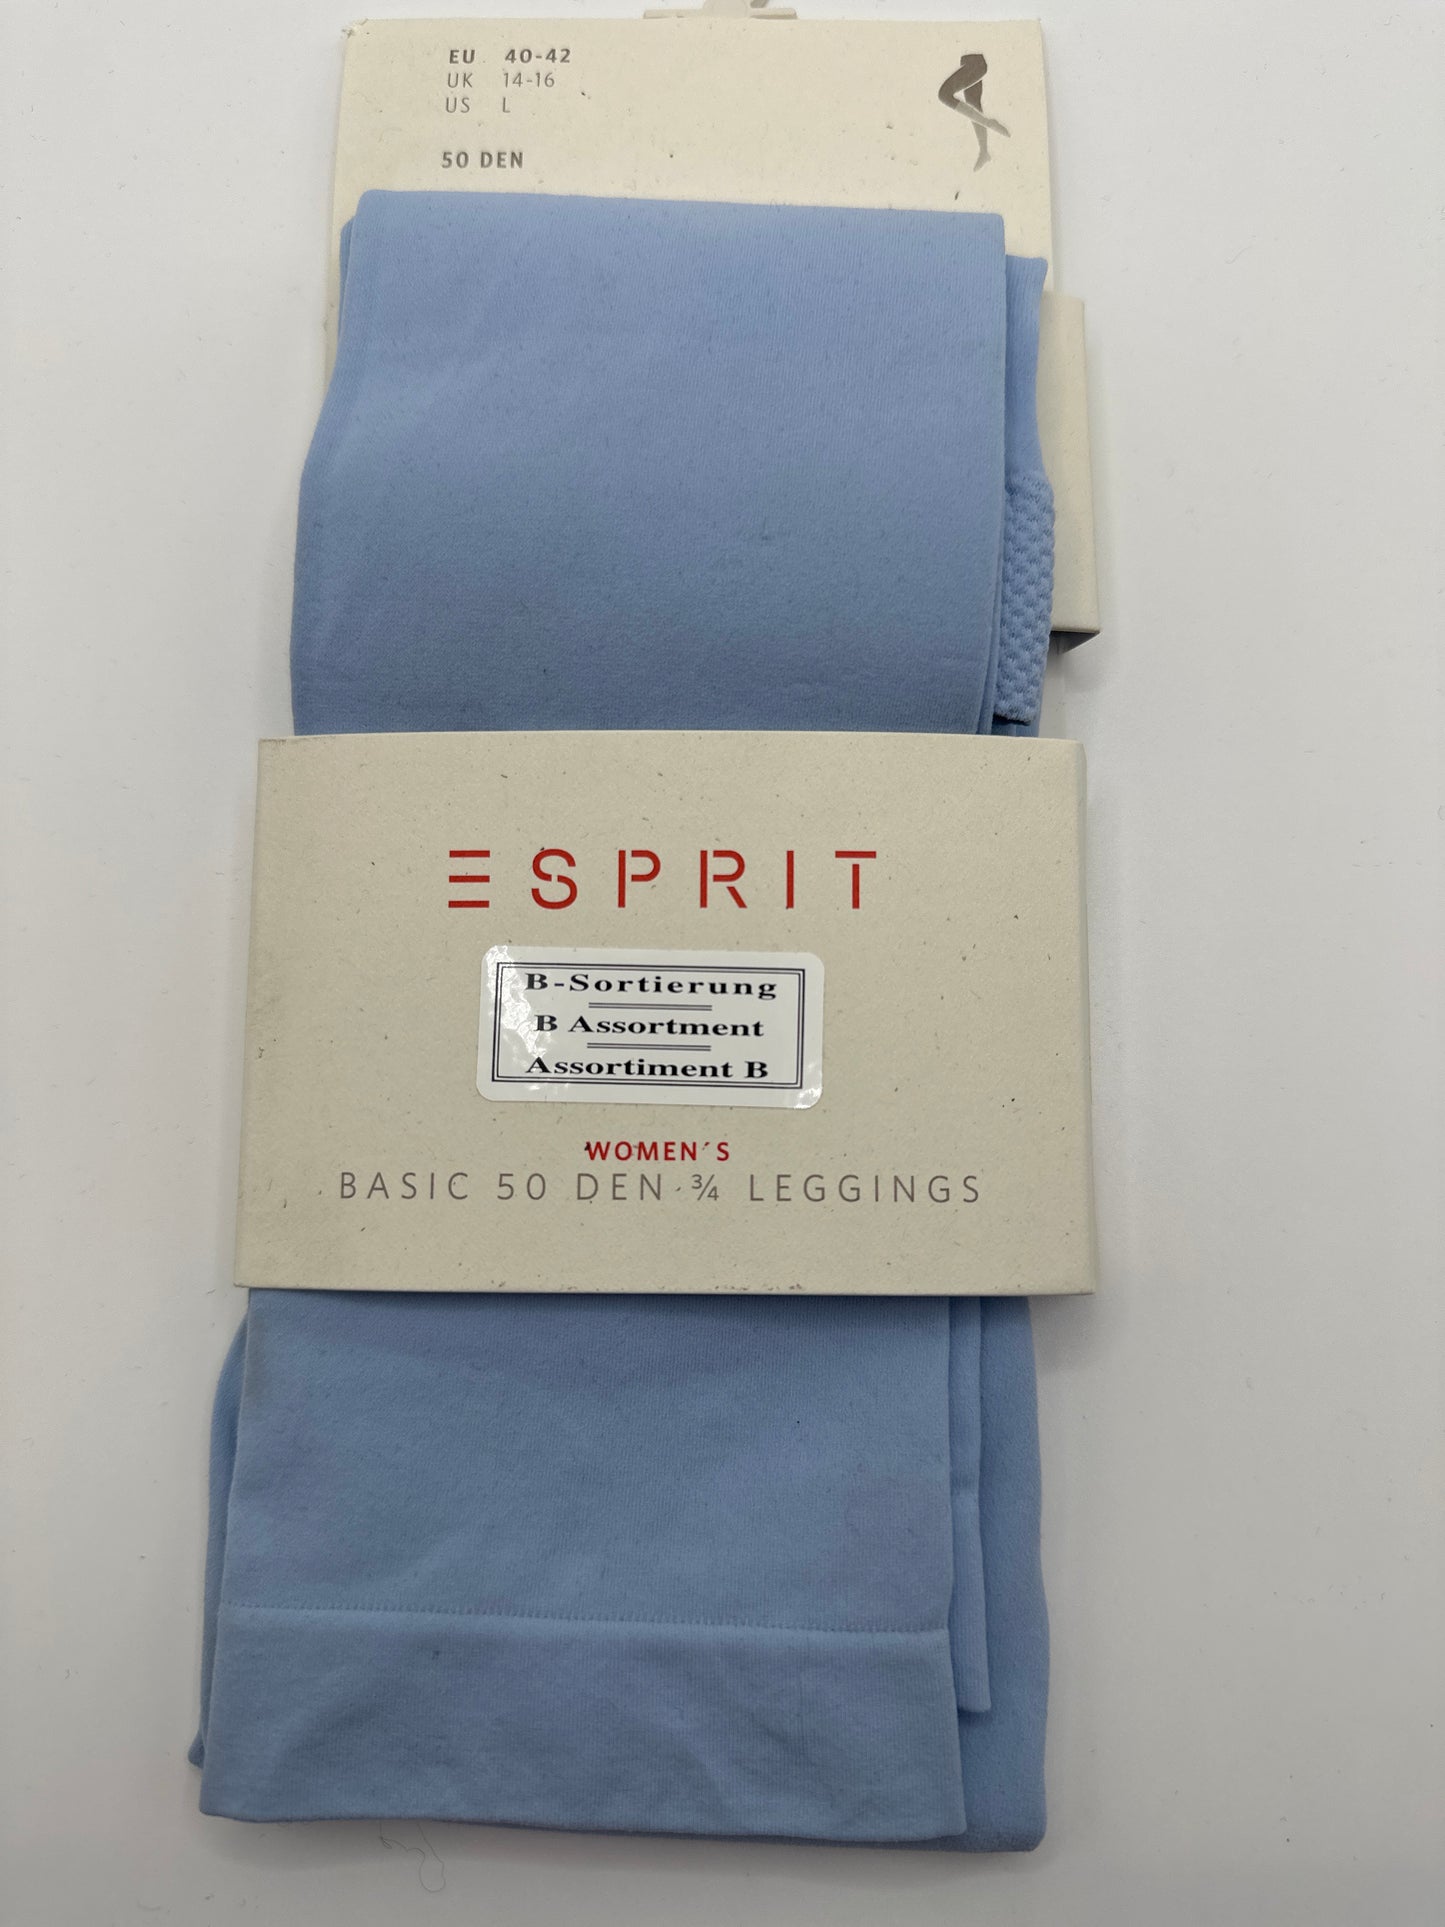 EU 40-42
UK 14-16
US L
50 DEN
ESPRIT
B-Sortierung
B Assortment
Assortiment B
WOMEN´S
BASIC 50 DEN ¾ LEGGINGS